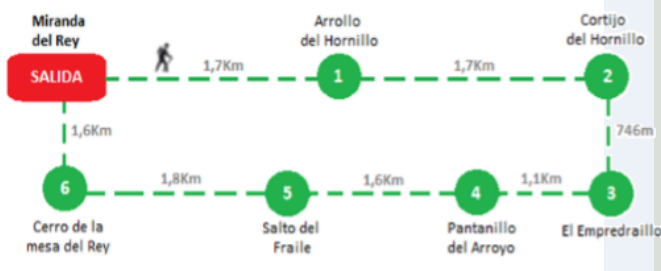 Miranda
del Rey
Arrollo
del Hornillo
Cortijo
del Hornillo
SALIDA
1,7Km
1
1,7Km
2
1,6Km
746m
6
1,8Km
5
1,6Km
4
1,1Km
3
Cerro de la
mesa del Rey
Salto del
Fraile
Pantanillo
del Arroyo
El Empredraillo